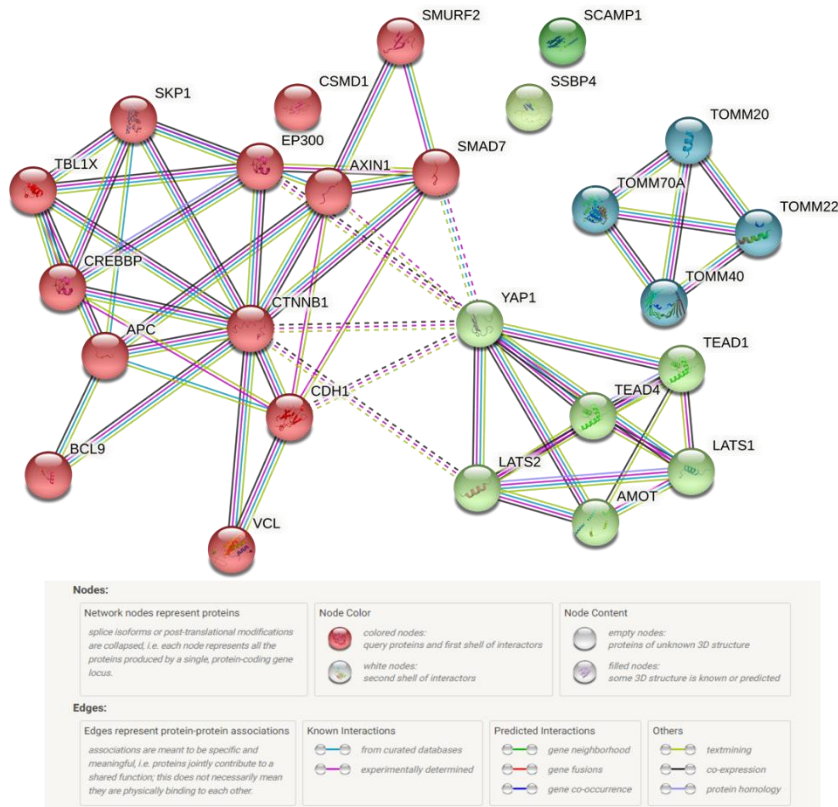 SMURF2
SCAMP1
CSMD1
SSBP4
SKP1
TOMM20
EP300
AXIN1
SMAD7
TBL1X
TOMM70A
TOMM22
CREBBP
TOMM40
CTNNB1
YAP1
APC
TEAD1
TEAD4
CDH1
BCL9
LATS2
LATS1
AMOT
VCL
Nodes:
Network nodes represent proteins
splice isoforms or post-translational modifications
are collapsed, i.e. each node represents all the
proteins produced by a single, protein-coding gene
locus.
Node Color
colored nodes:
query proteins and first shell of interactors
white nodes:
second shell of interactors
Node Content
empty nodes:
proteins of unknown 3D structure
filled nodes:
some 3D structure is known or predicted
Edges:
Edges represent protein-protein associations
associations are meant to be specific and
meaningful, i.e. proteins jointly contribute to a
shared function; this does not necessarily mean
they are physically binding to each other.
Known Interactions
from curated databases
experimentally determined
Predicted Interactions
gene neighborhood
gene fusions
gene co-occurrence
Others
textmining
co-expression
protein homology